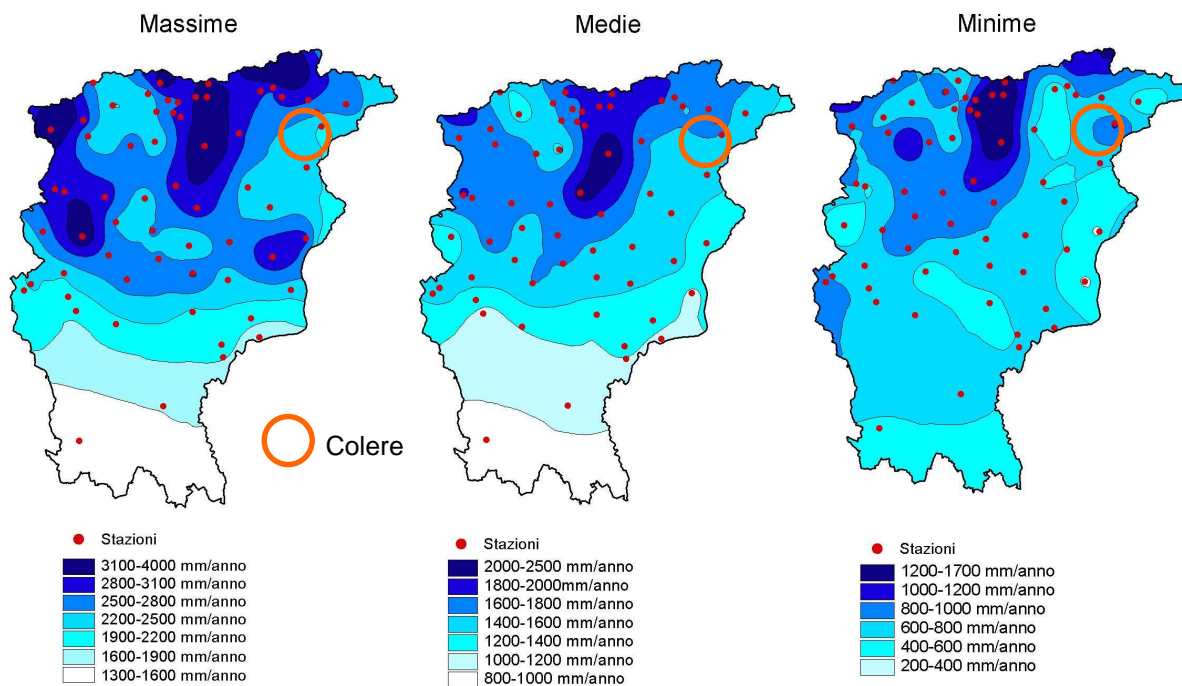 Massime
Medie
Minime
Colere
Stazioni
3100-4000 mm/anno
2800-3100 mm/anno
2500-2800 mm/anno
2200-2500 mm/anno
1900-2200 mm/anno
1600-1900 mm/anno
1300-1600 mm/anno
Stazioni
2000-2500 mm/anno
1800-2000mm/anno
1600-1800 mm/anno
1400-1600 mm/anno
1200-1400 mm/anno
1000-1200 mm/anno
800-1000 mm/anno
Stazioni
1200-1700 mm/anno
1000-1200 mm/anno
800-1000 mm/anno
600-800 mm/anno
400-600 mm/anno
200-400 mm/anno